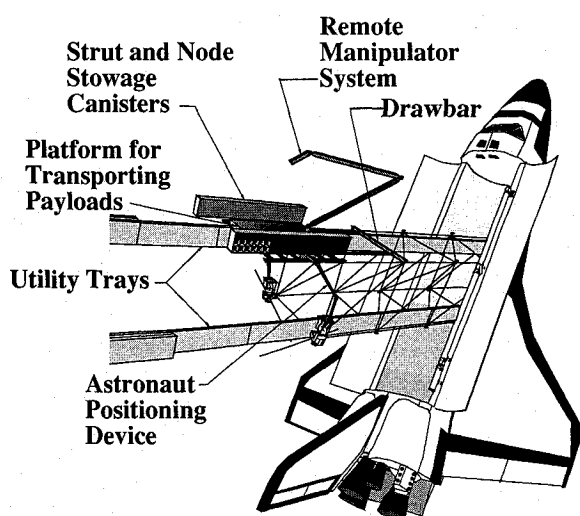 Strut and Node
Stowage
Canisters
Remote
Manipulator
System
Drawbar
Platform for
Transporting
Payloads
Utility Trays
Astronaut
Positioning
Device